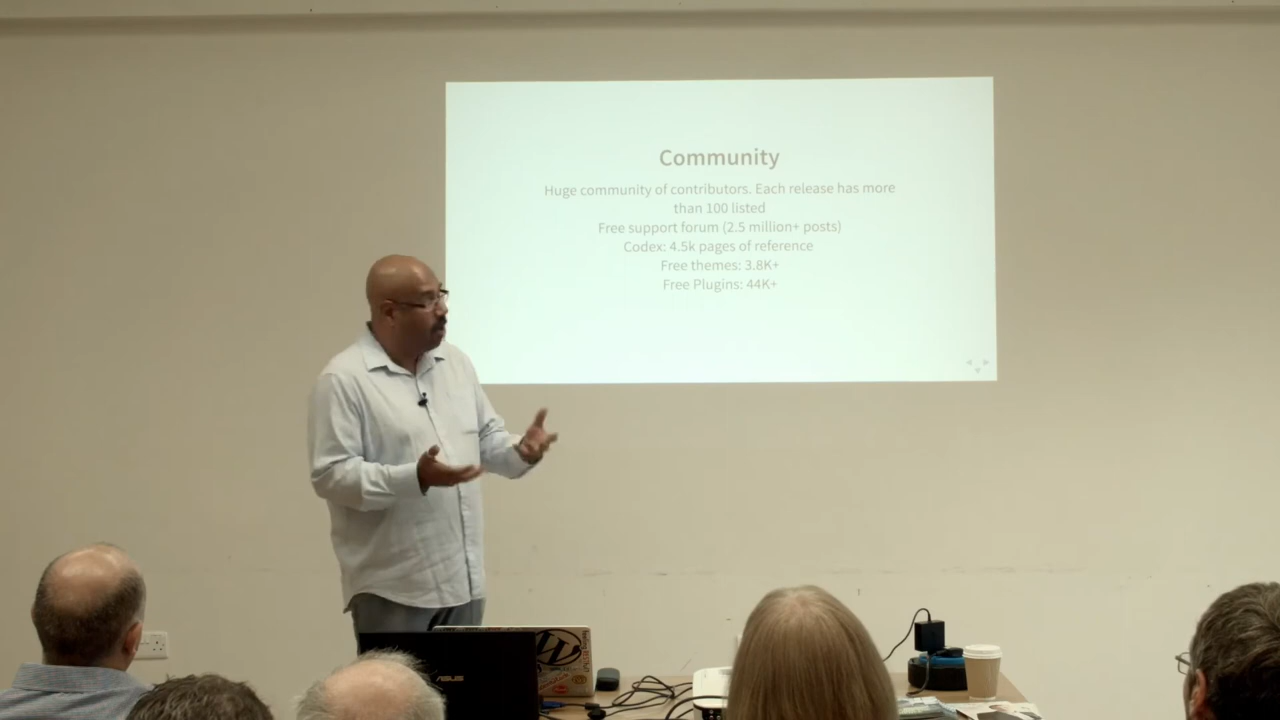 Community
Huge community of contributors. Each release has more
than 100 listed
Free support forum (2.5 million+ posts)
Codex: 4.5k pages of reference
Free themes: 3.8K+
Free Plugins: 44K+
ASUS